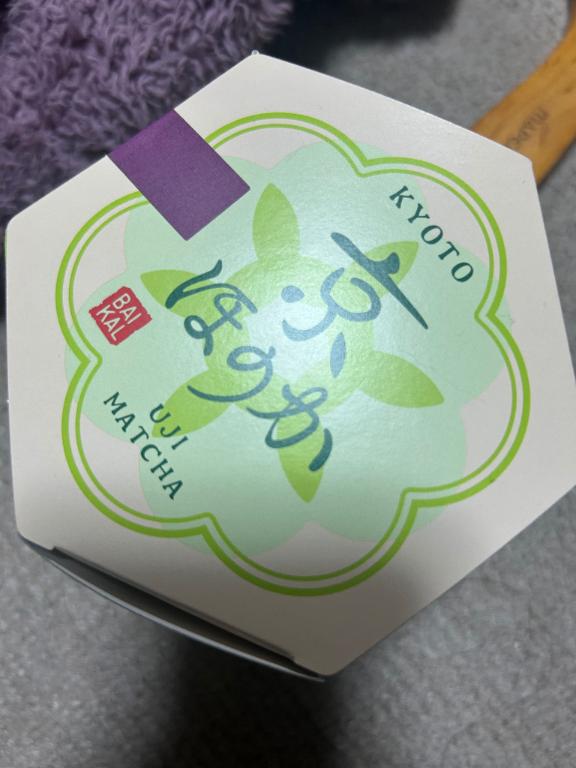 KYOTO
京
ほのか
BAI
KAL
UJI
MATCHA